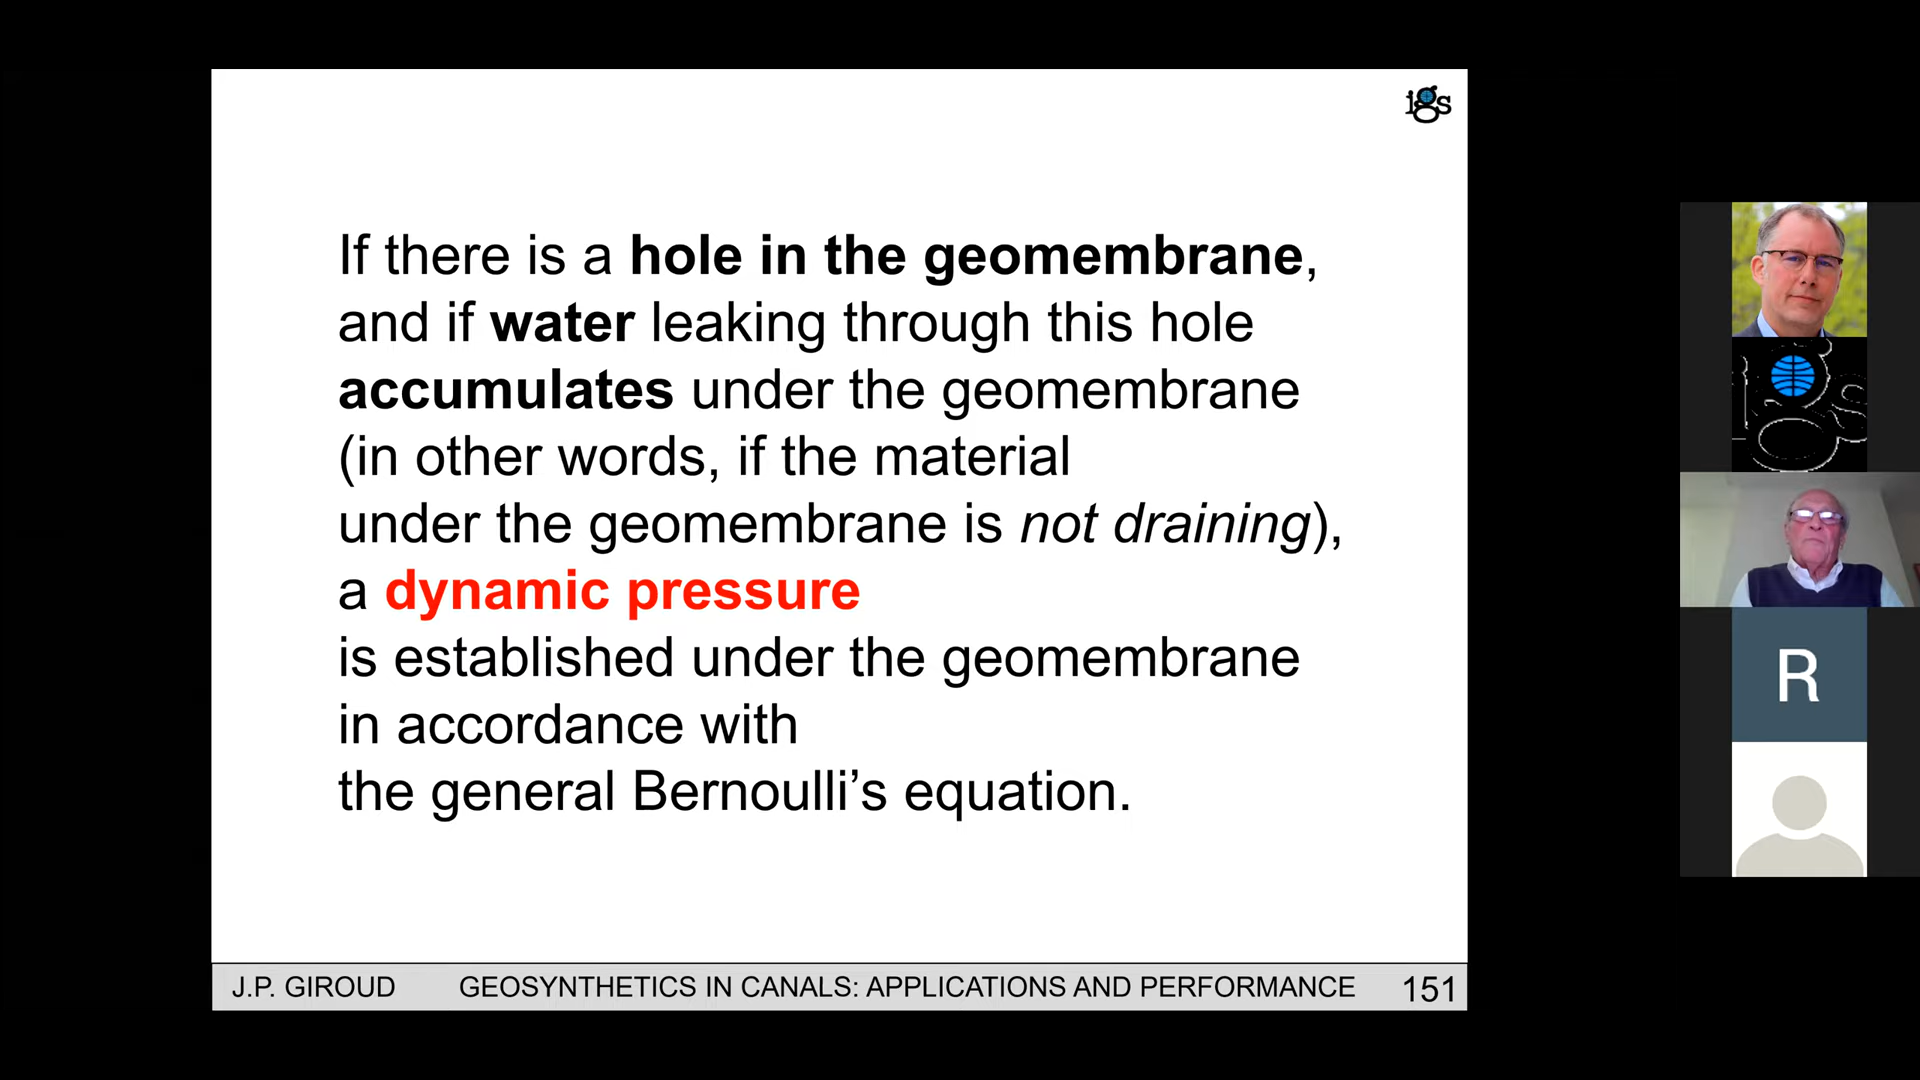 igs
If there is a hole in the geomembrane,
and if water leaking through this hole
accumulates under the geomembrane
(in other words, if the material
under the geomembrane is not draining),
a dynamic pressure
is established under the geomembrane
in accordance with
the general Bernoulli’s equation.
J.P. GIROUD GEOSYNTHETICS IN CANALS: APPLICATIONS AND PERFORMANCE 151
igs
R